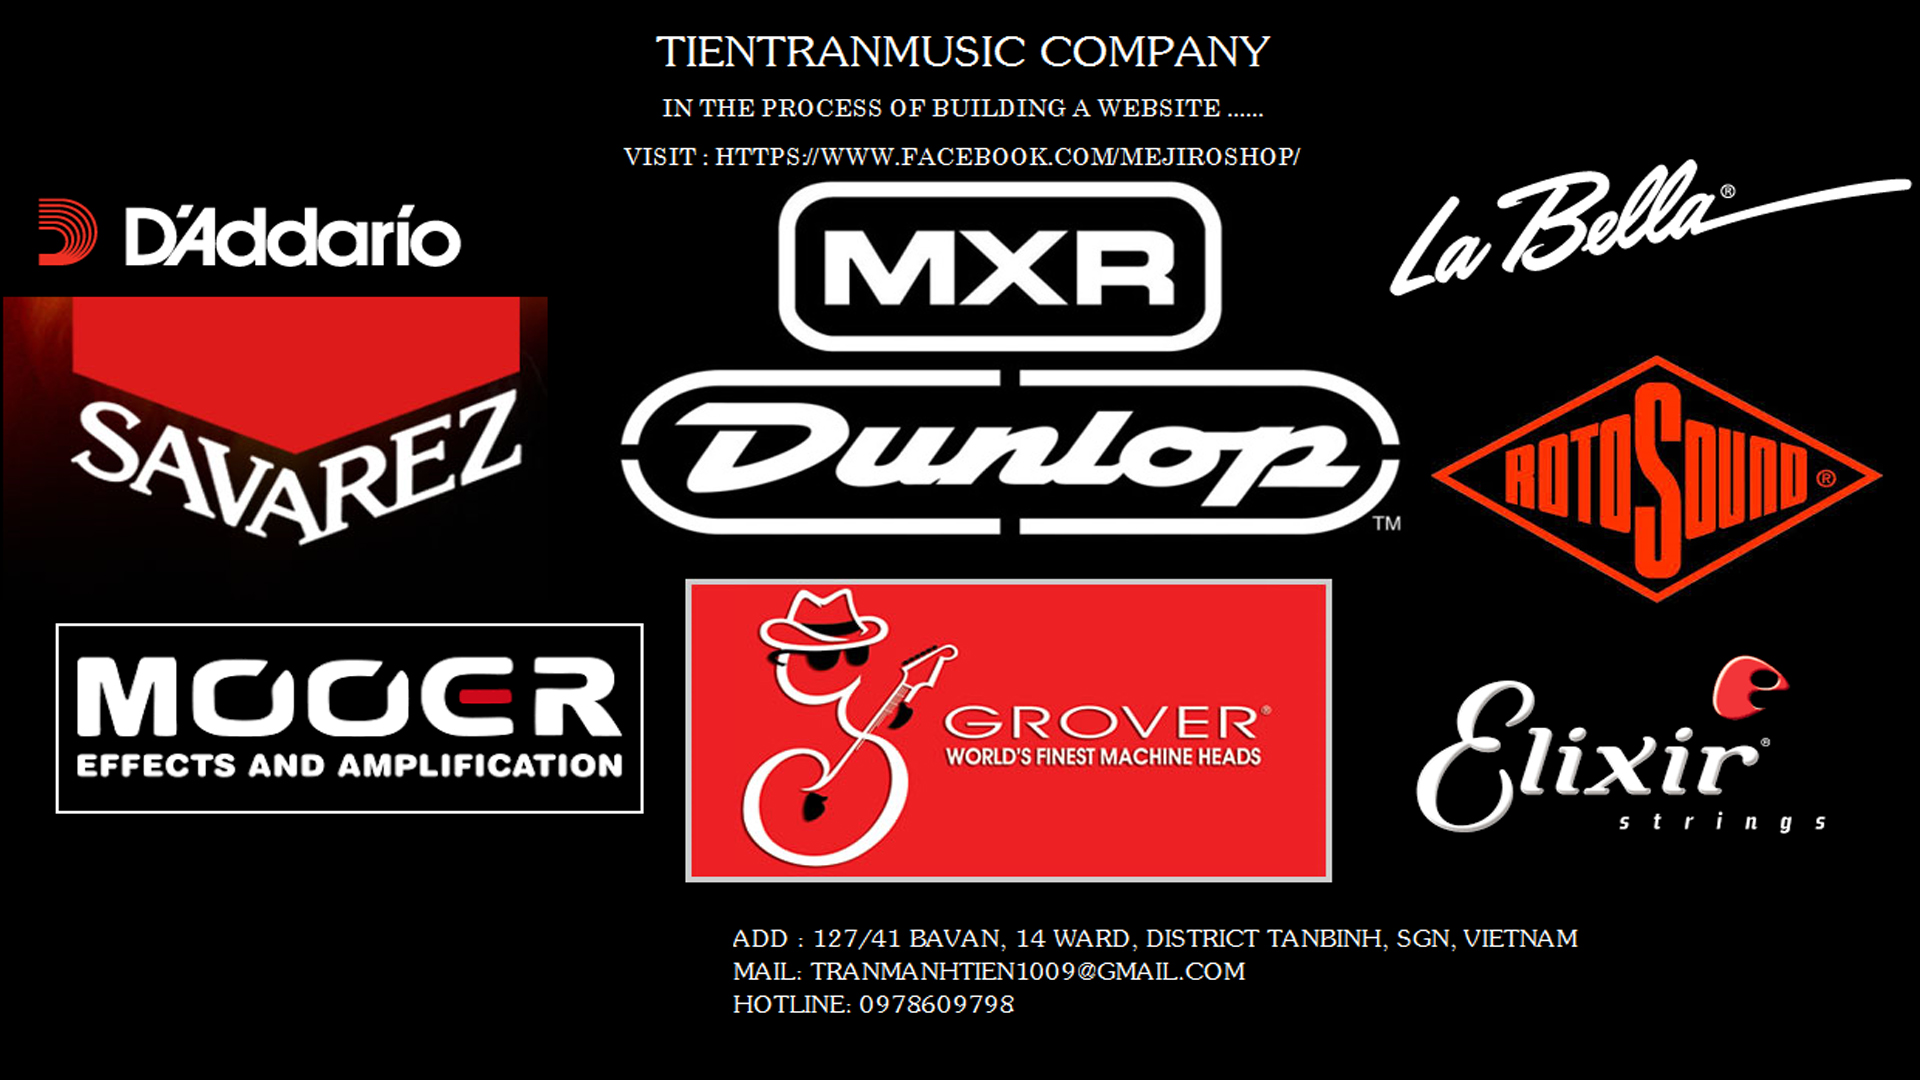 TIENTRANMUSIC COMPANY
IN THE PROCESS OF BUILDING A WEBSITE ......
VISIT : HTTPS://WWW.FACEBOOK.COM/MEJIROSHOP/
D'Addario
MXR
La Bella®
SAVAREZ
Dunlop
TM
ROTOSOUND®
MOOER
EFFECTS AND AMPLIFICATION
GROVER®
WORLD'S FINEST MACHINE HEADS
Elixir®
strings
ADD : 127/41 BAVAN, 14 WARD, DISTRICT TANBINH, SGN, VIETNAM
MAIL: TRANMANHTIEN1009@GMAIL.COM
HOTLINE: 0978609798